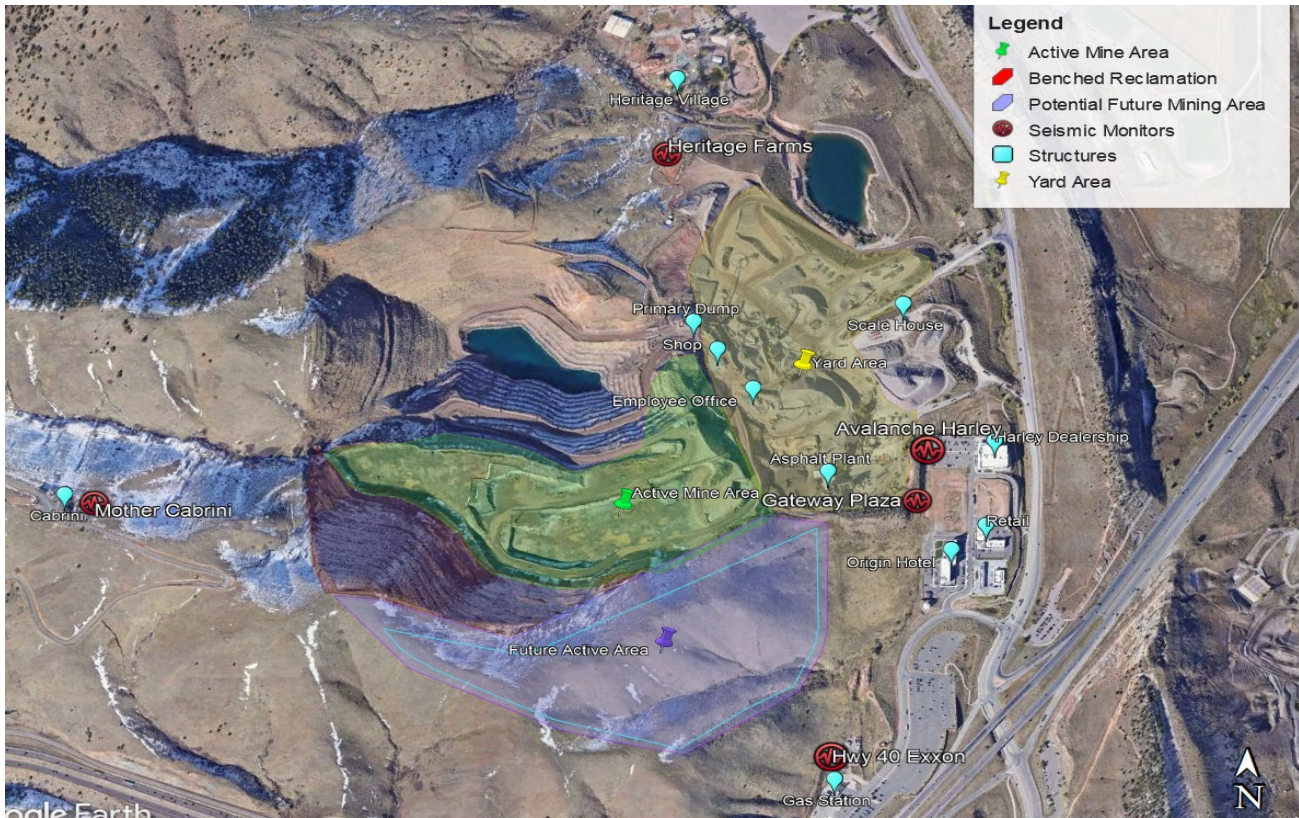 Legend
Active Mine Area
Benched Reclamation
Potential Future Mining Area
Seismic Monitors
Structures
Yard Area
Heritage Village
Heritage Farms
Primary Dump
Scale House
Shop
Yard Area
Employee Office
Avalanche Harley
Harley Dealership
Asphalt Plant
Active Mine Area
Gateway Plaza
Cabrini
Mother Cabrini
Retail
Origin Hotel
Future Active Area
Hwy 40 Exxon
Gas Station
ogle Earth
N